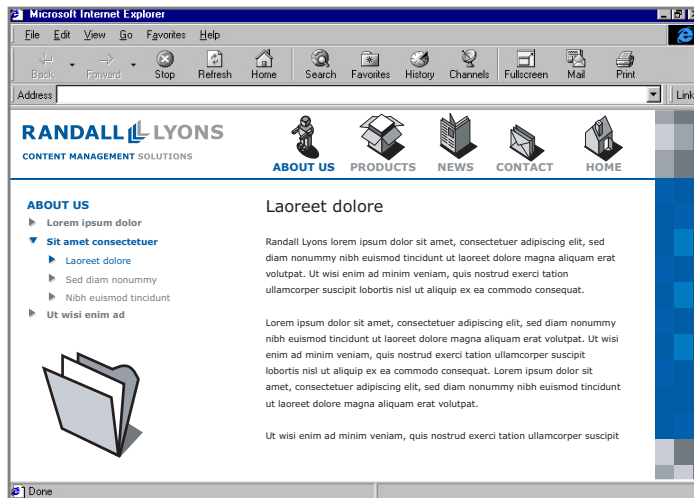 Microsoft Internet Explorer
File Edit View Go Favorites Help
Back Forward Stop Refresh Home Search Favorites History Channels Fullscreen Mail Print
Address Link
RANDALL LYONS
CONTENT MANAGEMENT SOLUTIONS
ABOUT US PRODUCTS NEWS CONTACT HOME
ABOUT US
Lorem ipsum dolor
Sit amet consectetuer
Laoreet dolore
Sed diam nonummy
Nibh euismod tincidunt
Ut wisi enim ad
Laoreet dolore
Randall Lyons lorem ipsum dolor sit amet, consectetuer adipiscing elit, sed
diam nonummy nibh euismod tincidunt ut laoreet dolore magna aliquam erat
volutpat. Ut wisi enim ad minim veniam, quis nostrud exerci tation
ullamcorper suscipit lobortis nisl ut aliquip ex ea commodo consequat.
Lorem ipsum dolor sit amet, consectetuer adipiscing elit, sed diam nonummy
nibh euismod tincidunt ut laoreet dolore magna aliquam erat volutpat. Ut wisi
enim ad minim veniam, quis nostrud exerci tation ullamcorper suscipit
lobortis nisl ut aliquip ex ea commodo consequat. Lorem ipsum dolor sit
amet, consectetuer adipiscing elit, sed diam nonummy nibh euismod tincidunt
ut laoreet dolore magna aliquam erat volutpat.
Ut wisi enim ad minim veniam, quis nostrud exerci tation ullamcorper suscipit
Done